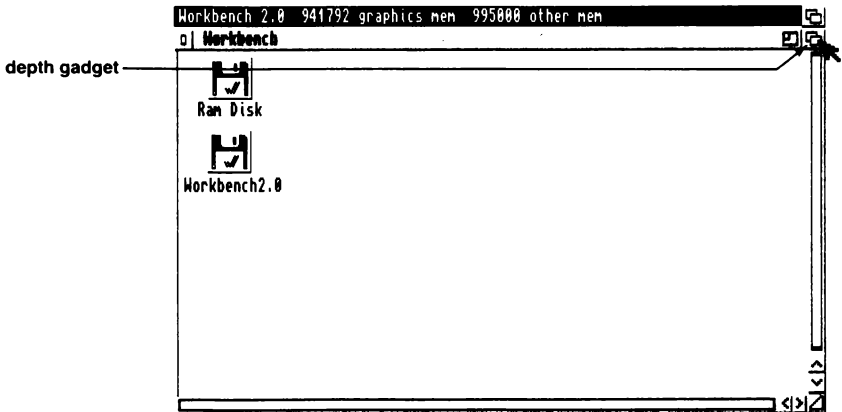 Workbench 2.0 941792 graphics mem 995000 other mem
Workbench
depth gadget
Ram Disk
Workbench2.0